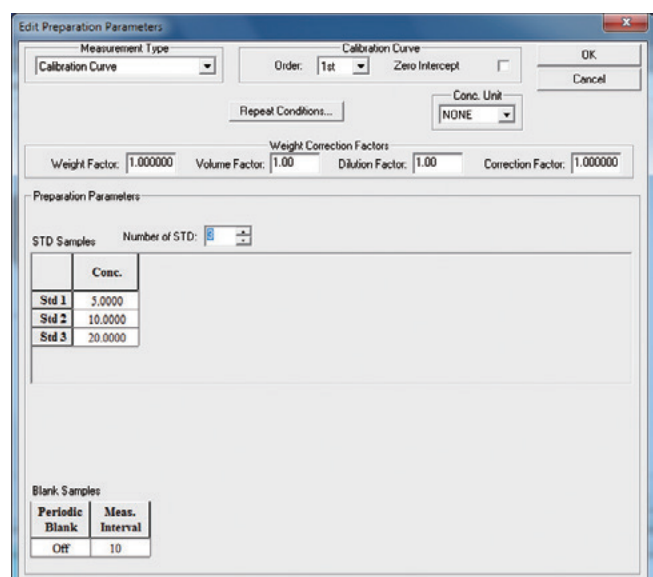 Edit Preparation Parameters
Measurement Type
Calibration Curve
Calibration Curve
Order: 1st Zero Intercept
OK
Cancel
Repeat Conditions...
Conc. Unit
NONE
Weight Correction Factors
Weight Factor: 1.000000 Volume Factor: 1.00 Dilution Factor: 1.00 Correction Factor: 1.000000
Preparation Parameters
STD Samples Number of STD: 3
Conc.
Std 1 5.0000
Std 2 10.0000
Std 3 20.0000
Blank Samples
Periodic Blank Meas. Interval
Off 10